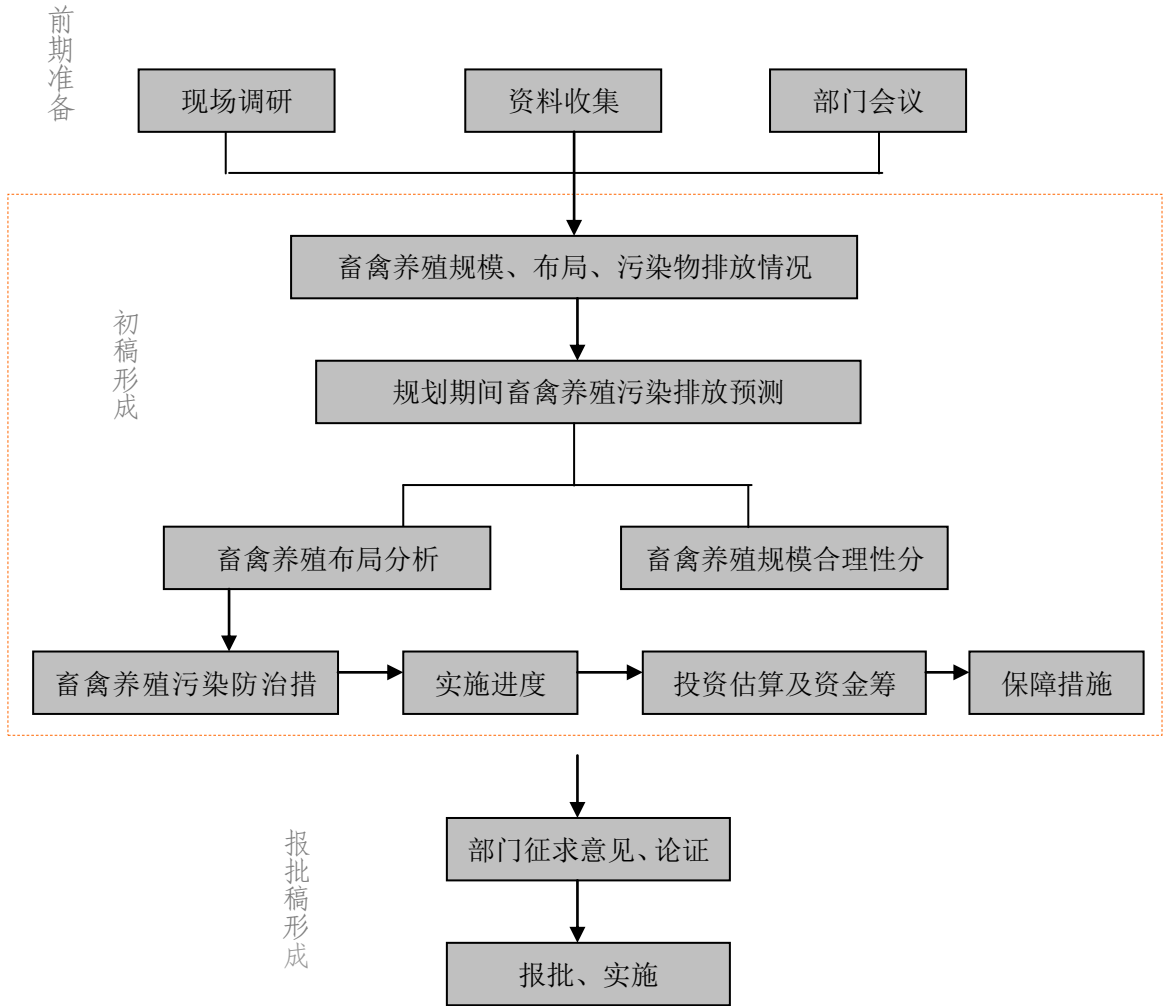 前期准备
现场调研
资料收集
部门会议
畜禽养殖规模、布局、污染物排放情况
初稿形成
规划期间畜禽养殖污染排放预测
畜禽养殖布局分析
畜禽养殖规模合理性分
畜禽养殖污染防治措
实施进度
投资估算及资金筹
保障措施
报批稿形成
部门征求意见、论证
报批、实施